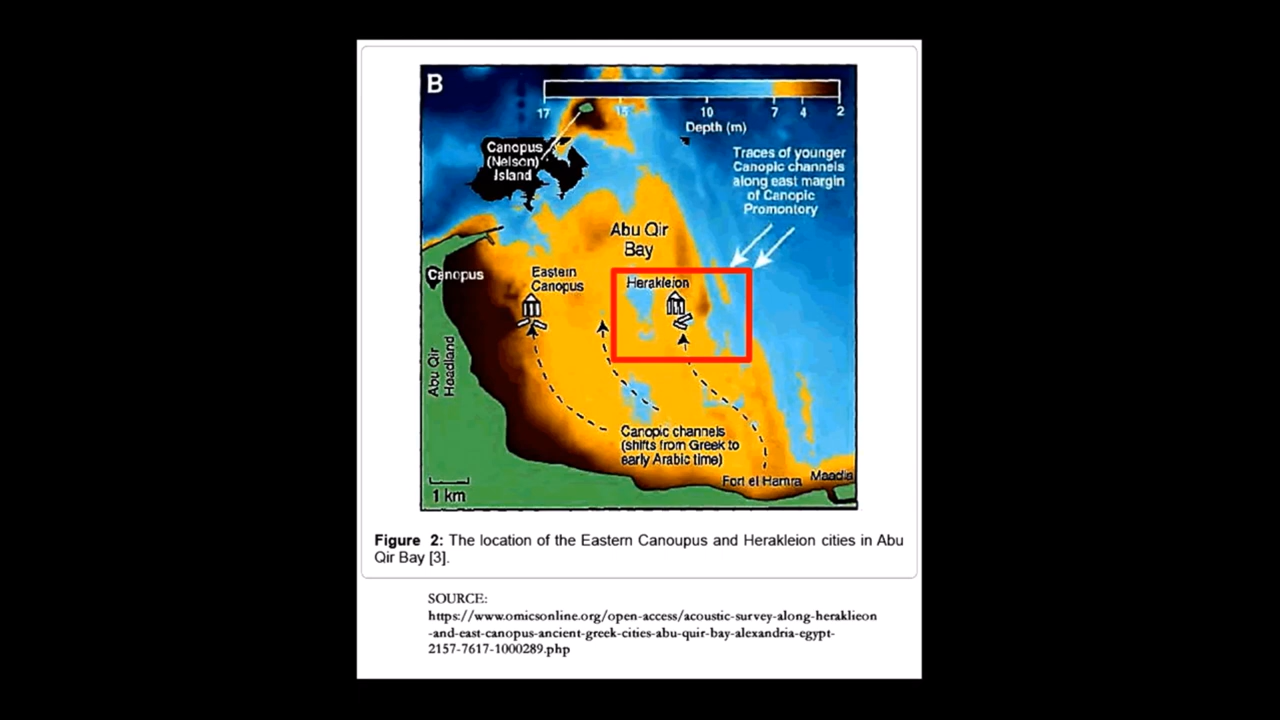 B
17 15 10 7 4 2
Depth (m)
Canopus
(Nelson)
Island
Traces of younger
Canopic channels
along east margin
of Canopic
Promontory
Abu Qir
Bay
Canopus
Eastern
Canopus
Herakleion
Abu Qir
Headland
Canopic channels
(shifts from Greek to
early Arabic time)
Fort el Hamra
Maadia
1 km
Figure 2: The location of the Eastern Canoupus and Herakleion cities in Abu
Qir Bay [3].
SOURCE:
https://www.omicsonline.org/open-access/acoustic-survey-along-heraklieon
-and-east-canopus-ancient-greek-cities-abu-quir-bay-alexandria-egypt-
2157-7617-1000289.php